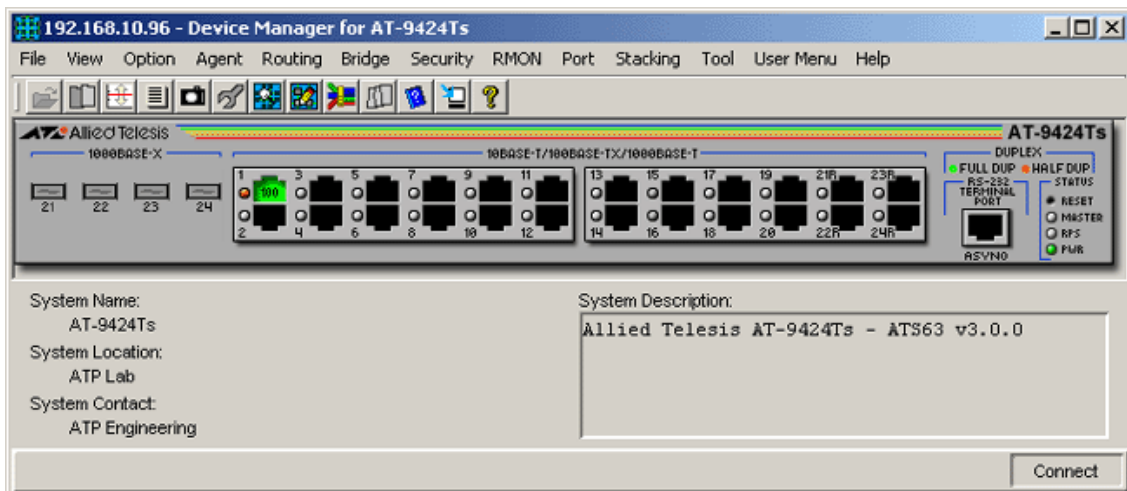 192.168.10.96 - Device Manager for AT-9424Ts
File View Option Agent Routing Bridge Security RMON Port Stacking Tool User Menu Help
Allied Telesis
AT-9424Ts
1000BASE-X
10BASE-T/100BASE-TX/1000BASE-T
DUPLEX
FULL DUP HALF DUP
1 3 5 7 9 11 13 15 17 19 21R 23R
100
21 22 23 24
2 4 6 8 10 12 14 16 18 20 22R 24R
RS-232
TERMINAL
PORT
ASYN0
STATUS
RESET
MASTER
RPS
PWR
System Name:
AT-9424Ts
System Location:
ATP Lab
System Contact:
ATP Engineering
System Description:
Allied Telesis AT-9424Ts - ATS63 v3.0.0
Connect